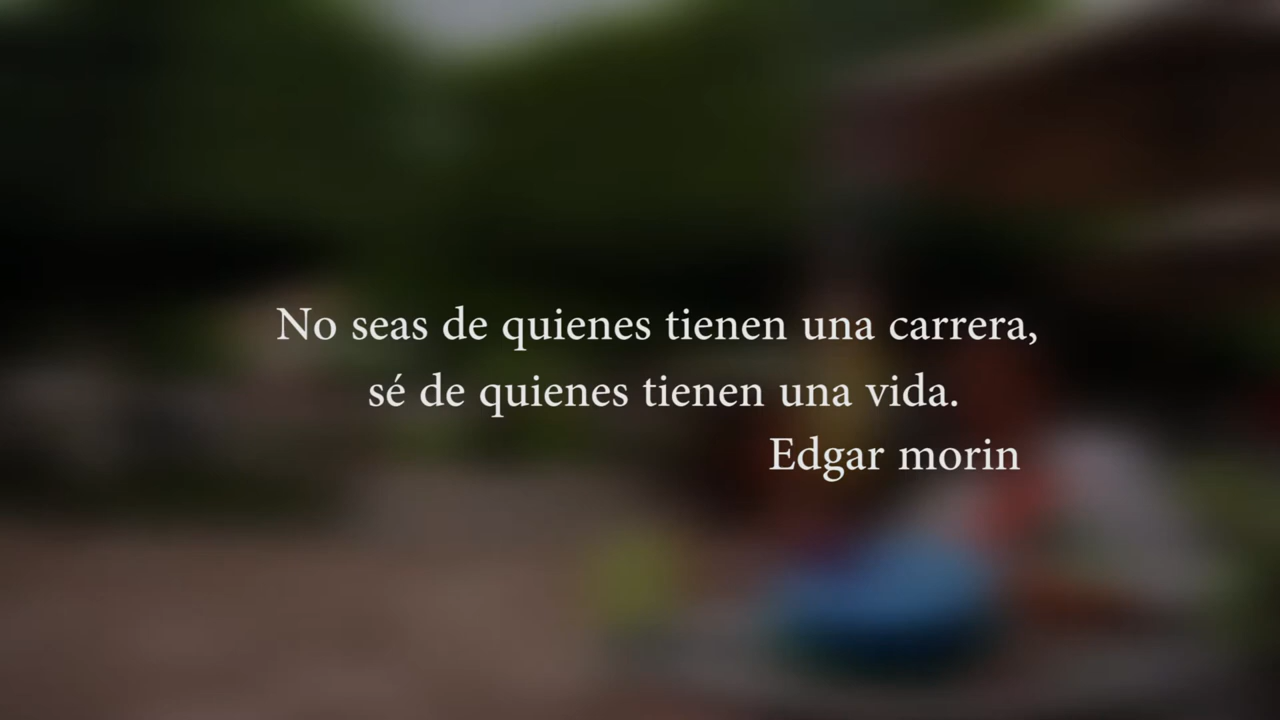 No seas de quienes tienen una carrera,
sé de quienes tienen una vida.
Edgar morin